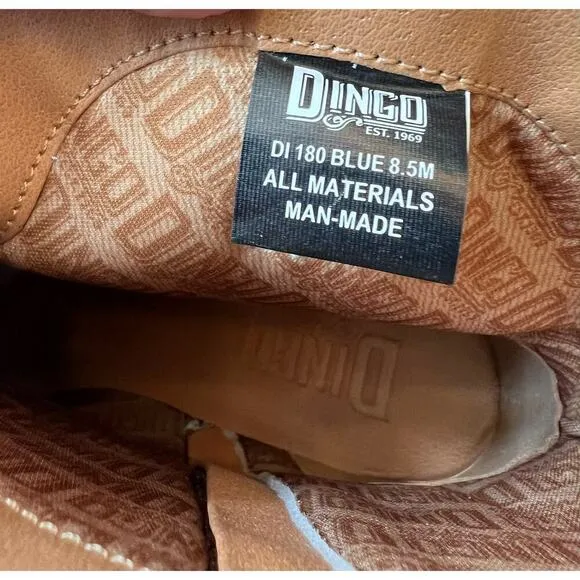 DINGO
EST. 1969
DI 180 BLUE 8.5M
ALL MATERIALS
MAN-MADE
DINGO